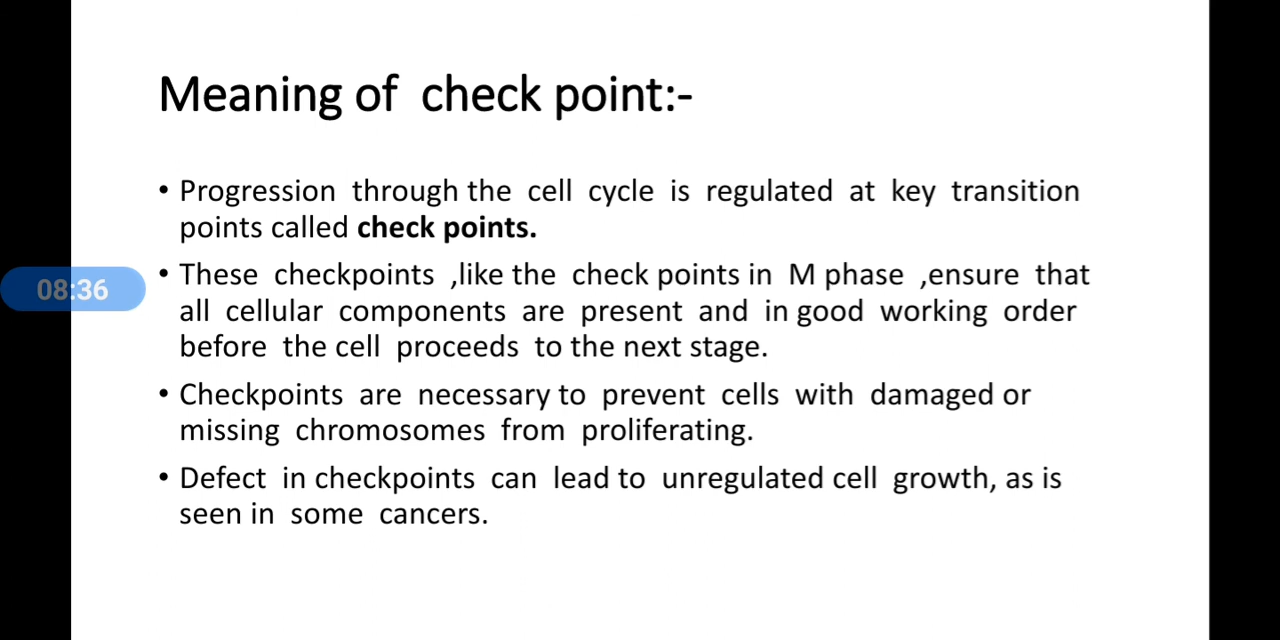 Meaning of check point:-
• Progression through the cell cycle is regulated at key transition
points called check points.
08:36
• These checkpoints ,like the check points in M phase ,ensure that
all cellular components are present and in good working order
before the cell proceeds to the next stage.
• Checkpoints are necessary to prevent cells with damaged or
missing chromosomes from proliferating.
• Defect in checkpoints can lead to unregulated cell growth, as is
seen in some cancers.